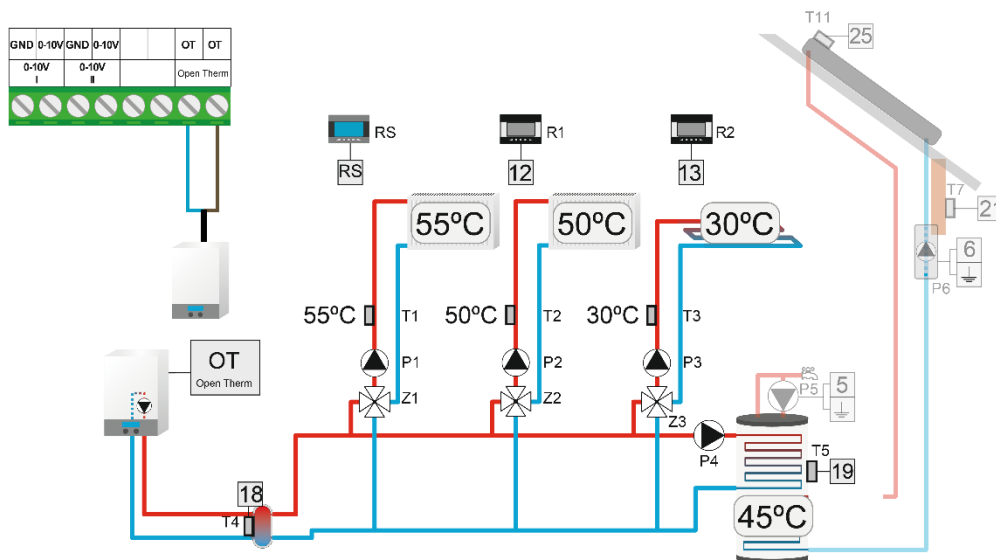 GND 0-10V GND 0-10V OT OT
0-10V 0-10V Open Therm
I II
T11
25
RS R1 R2
RS 12 13
T7
21
55ºC 50ºC 30ºC
6
P6
55ºC T1 50ºC T2 30ºC T3
OT
Open Therm
P1 P2 P3
P5 5
Z1 Z2 Z3
P4
T5
19
18
T4
45ºC